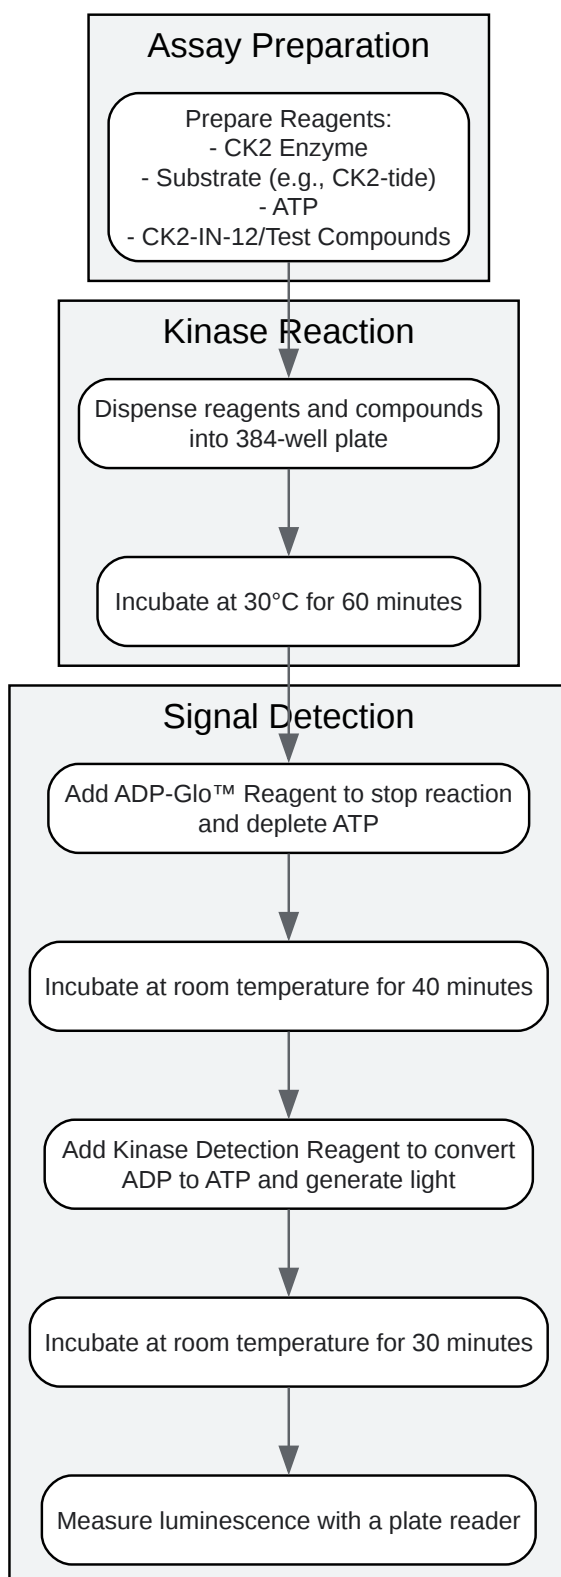 Assay Preparation
Prepare Reagents:
- CK2 Enzyme
- Substrate (e.g., CK2-tide)
- ATP
- CK2-IN-12/Test Compounds
Kinase Reaction
Dispense reagents and compounds
into 384-well plate
Incubate at 30°C for 60 minutes
Signal Detection
Add ADP-Glo™ Reagent to stop reaction
and deplete ATP
Incubate at room temperature for 40 minutes
Add Kinase Detection Reagent to convert
ADP to ATP and generate light
Incubate at room temperature for 30 minutes
Measure luminescence with a plate reader